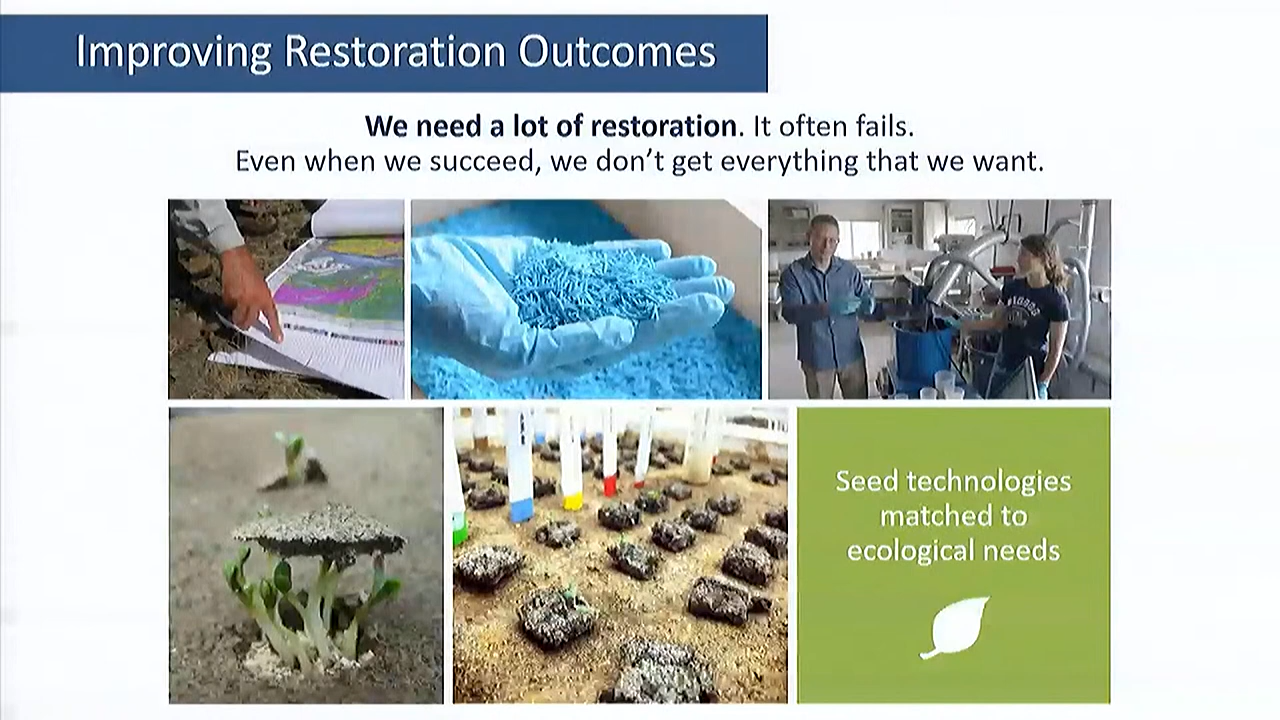 Improving Restoration Outcomes
We need a lot of restoration. It often fails.
Even when we succeed, we don't get everything that we want.
Seed technologies
matched to
ecological needs